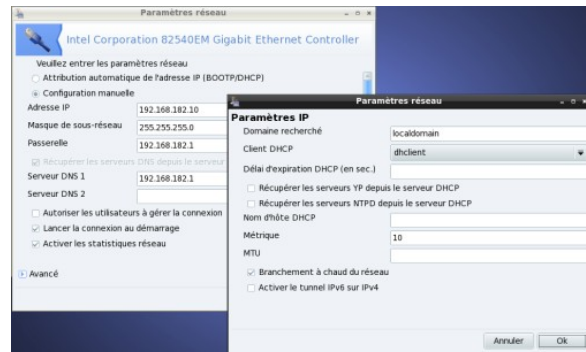 Paramètres réseau
Intel Corporation 82540EM Gigabit Ethernet Controller
Veuillez entrer les paramètres réseau
Attribution automatique de l'adresse IP (BOOTP/DHCP)
Configuration manuelle
Adresse IP 192.168.182.10
Masque de sous-réseau 255.255.255.0
Passerelle 192.168.182.1
Récupérer les serveurs DNS depuis le serveur
Serveur DNS 1 192.168.182.1
Serveur DNS 2
Autoriser les utilisateurs à gérer la connexion
Lancer la connexion au démarrage
Activer les statistiques réseau
Avancé
Paramètres réseau
Paramètres IP
Domaine recherché localdomain
Client DHCP dhclient
Délai d'expiration DHCP (en sec.)
Récupérer les serveurs YP depuis le serveur DHCP
Récupérer les serveurs NTPD depuis le serveur DHCP
Nom d'hôte DHCP
Métrique 10
MTU
Branchement à chaud du réseau
Activer le tunnel IPv6 sur IPv4
Annuler Ok